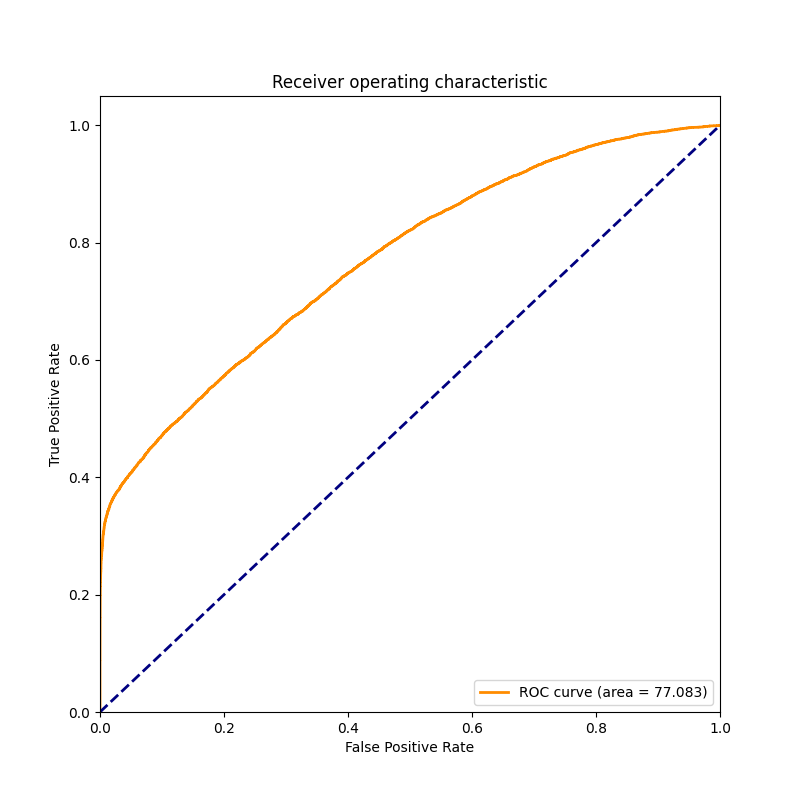 Receiver operating characteristic
True Positive Rate
1.0
0.8
0.6
0.4
0.2
0.0
ROC curve (area = 77.083)
0.0 0.2 0.4 0.6 0.8 1.0
False Positive Rate